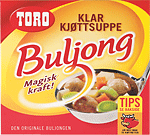 TORO
KLAR
KJØTTSUPPE
Buljong
Magisk
kraft!
TIPS
DEN ORIGINALE BULJONGEN